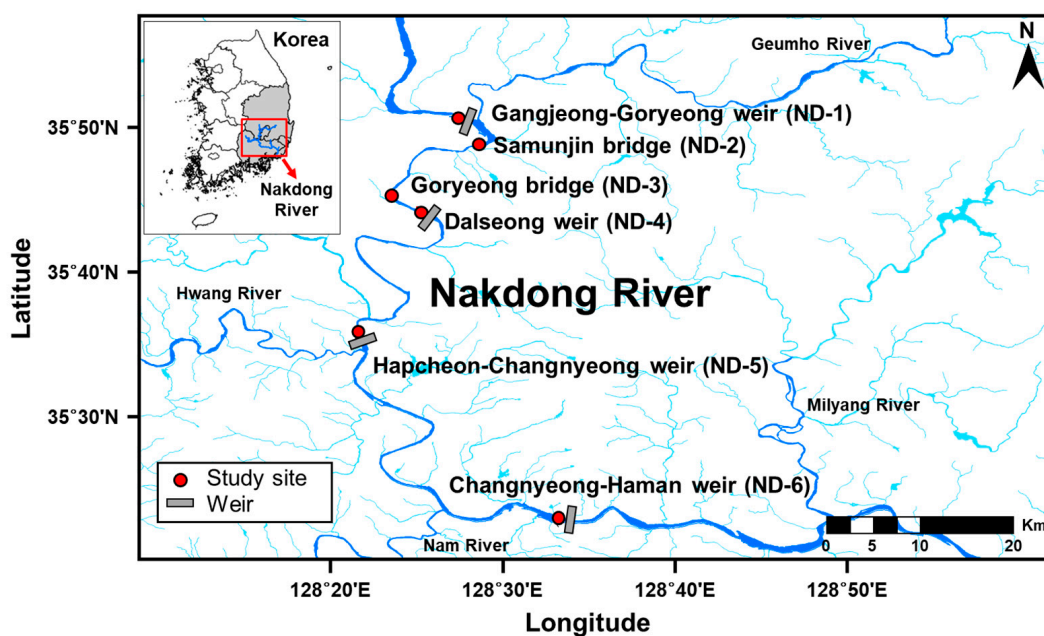 Korea
Nakdong
River
Geumho River
N
Gangjeong-Goryeong weir (ND-1)
Samunjin bridge (ND-2)
Goryeong bridge (ND-3)
Dalseong weir (ND-4)
Nakdong River
Hwang River
Hapcheon-Changnyeong weir (ND-5)
Milyang River
Changnyeong-Haman weir (ND-6)
Nam River
Study site
Weir
Km
0 5 10 20
35°50'N
35°40'N
35°30'N
Latitude
128°20'E 128°30'E 128°40'E 128°50'E
Longitude